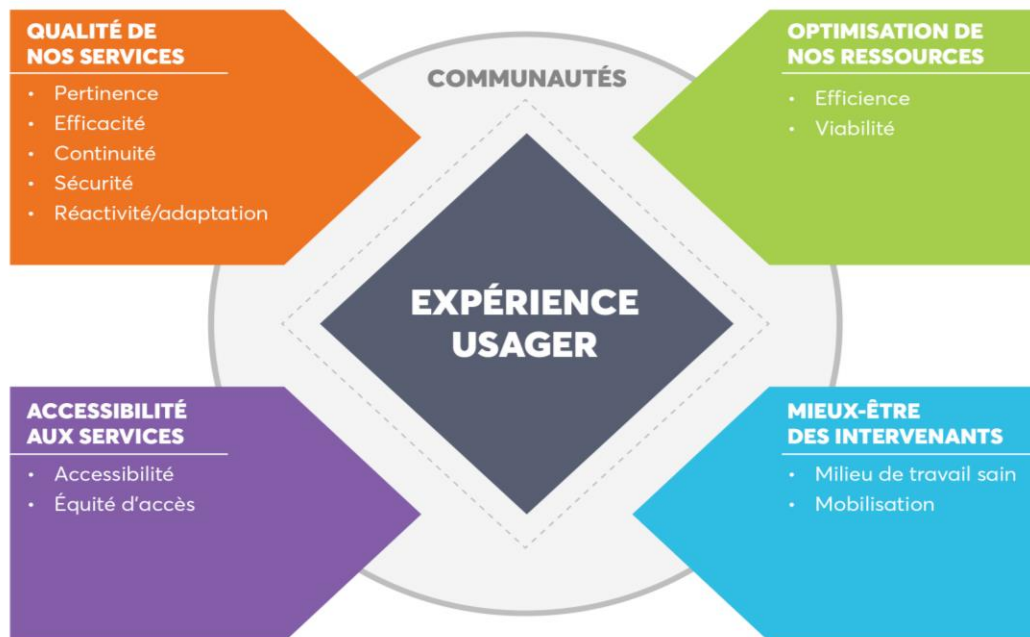 QUALITÉ DE
NOS SERVICES
• Pertinence
• Efficacité
• Continuité
• Sécurité
• Réactivité/adaptation
COMMUNAUTÉS
OPTIMISATION DE
NOS RESSOURCES
• Efficience
• Viabilité
EXPÉRIENCE
USAGER
ACCESSIBILITÉ
AUX SERVICES
• Accessibilité
• Équité d'accès
MIEUX-ÊTRE
DES INTERVENANTS
• Milieu de travail sain
• Mobilisation